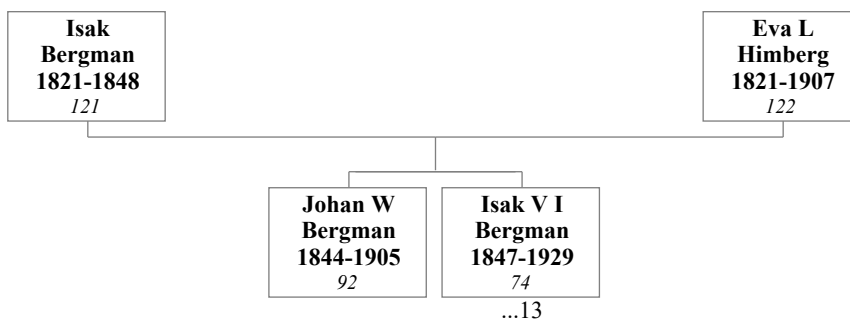 Isak
Bergman
1821-1848
121
Eva L
Himberg
1821-1907
122
Johan W
Bergman
1844-1905
92
Isak V I
Bergman
1847-1929
74
...13